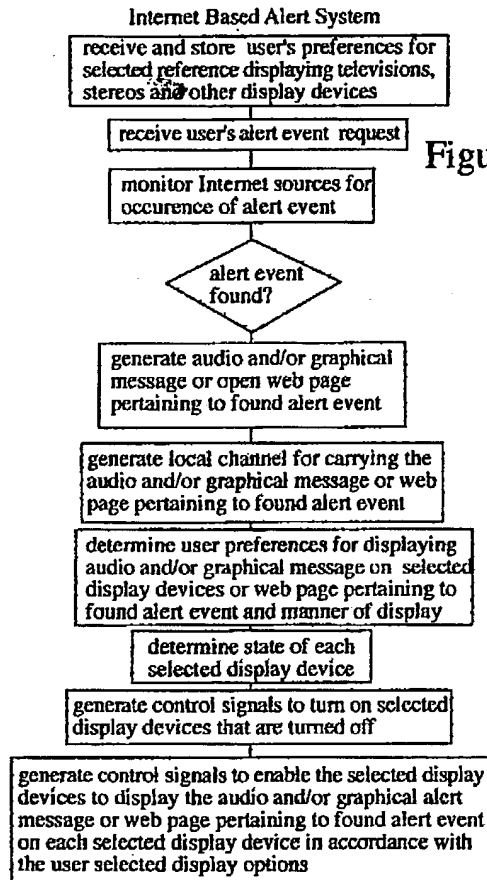 Internet Based Alert System
receive and store user's preferences for
selected reference displaying televisions,
stereos and other display devices
receive user's alert event request
Figu
monitor Internet sources for
occurence of alert event
alert event
found?
generate audio and/or graphical
message or open web page
pertaining to found alert event
generate local channel for carrying the
audio and/or graphical message or web
page pertaining to found alert event
determine user preferences for displaying
audio and/or graphical message on selected
display devices or web page pertaining to
found alert event and manner of display
determine state of each
selected display device
generate control signals to turn on selected
display devices that are turned off
generate control signals to enable the selected display
devices to display the audio and/or graphical alert
message or web page pertaining to found alert event
on each selected display device in accordance with
the user selected display options